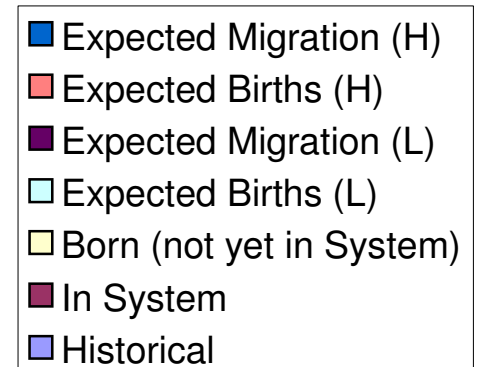 Expected Migration (H)
Expected Births (H)
Expected Migration (L)
Expected Births (L)
Born (not yet in System)
In System
Historical